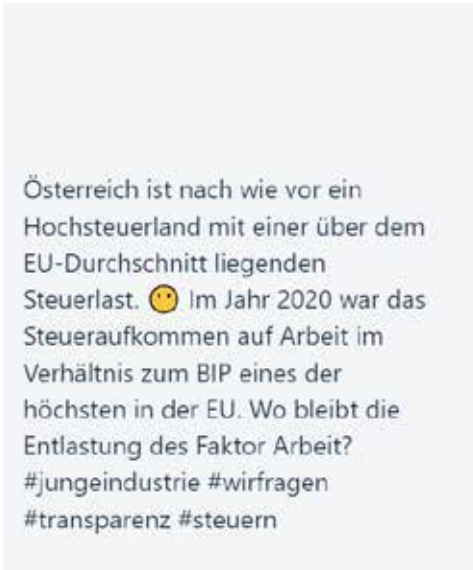 Österreich ist nach wie vor ein
Hochsteuerland mit einer über dem
EU-Durchschnitt liegenden
Steuerlast. 😶 Im Jahr 2020 war das
Steueraufkommen auf Arbeit im
Verhältnis zum BIP eines der
höchsten in der EU. Wo bleibt die
Entlastung des Faktor Arbeit?
#jungeindustrie #wirfragen
#transparenz #steuern